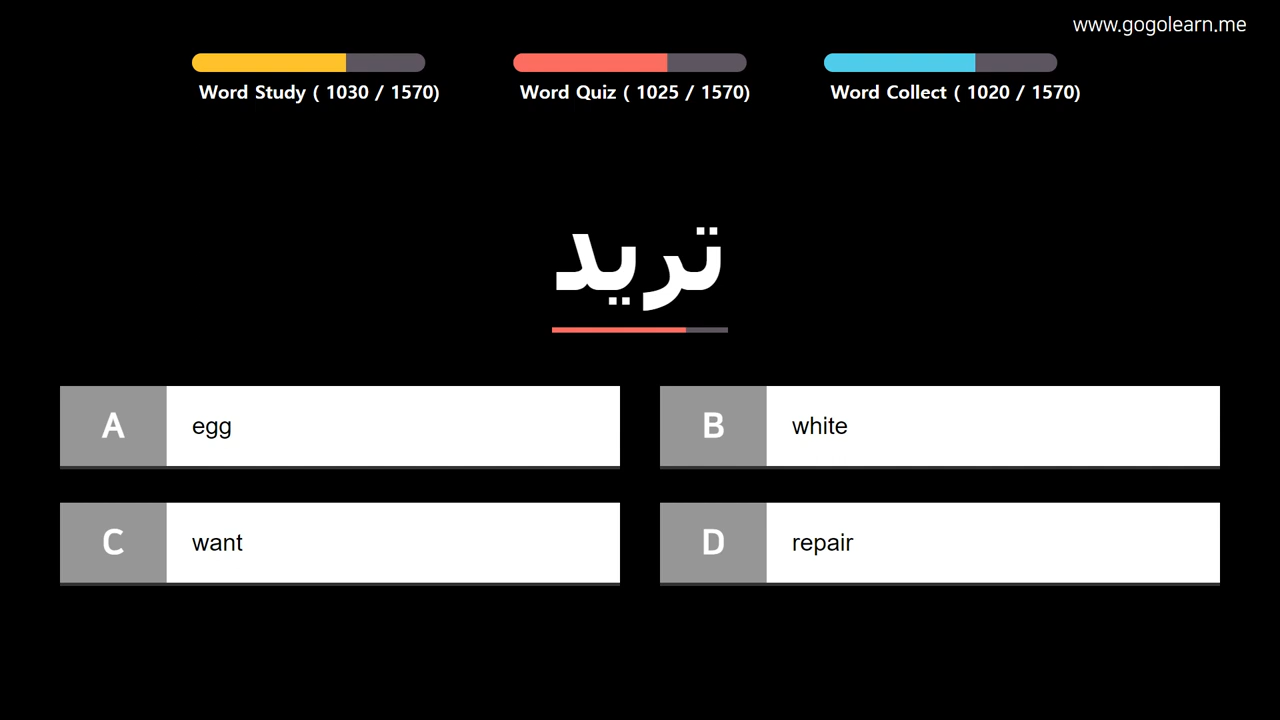 www.gogolearn.me
Word Study ( 1030 / 1570)
Word Quiz ( 1025 / 1570)
Word Collect ( 1020 / 1570)
تريد
A egg
B white
C want
D repair